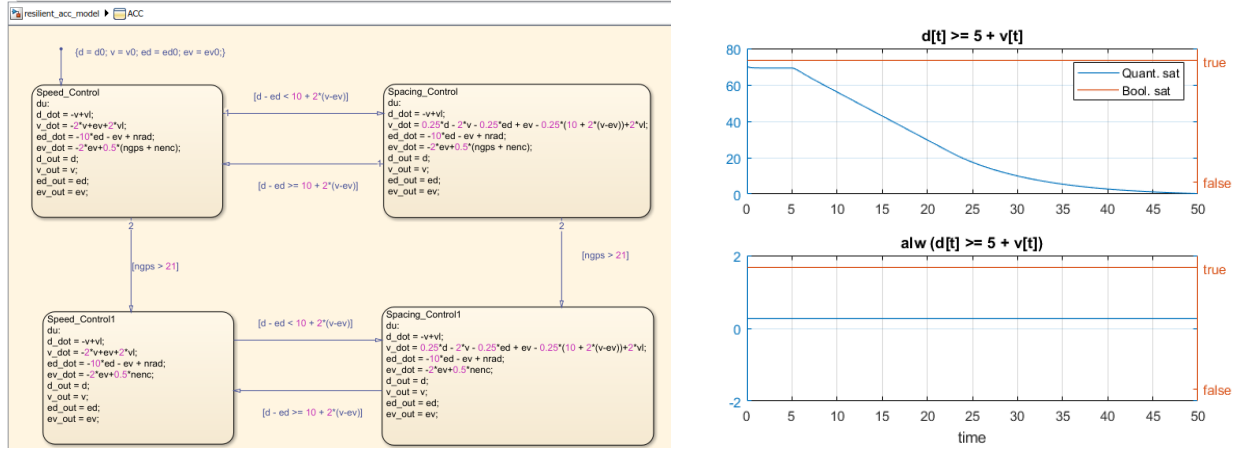 resilient_acc_model ACC
{d = d0; v = v0; ed = ed0; ev = ev0;}
Speed_Control
du:
d_dot = -v+vl;
v_dot = -2*v+ev+2*vl;
ed_dot = -10*ed - ev + nrad;
ev_dot = -2*ev+0.5*(ngps + nenc);
d_out = d;
v_out = v;
ed_out = ed;
ev_out = ev;
[d - ed < 10 + 2*(v-ev)]
1
1
[d - ed >= 10 + 2*(v-ev)]
Spacing_Control
du:
d_dot = -v+vl;
v_dot = 0.25*d - 2*v - 0.25*ed + ev - 0.25*(10 + 2*(v-ev))+2*vl;
ed_dot = -10*ed - ev + nrad;
ev_dot = -2*ev+0.5*(ngps + nenc);
d_out = d;
v_out = v;
ed_out = ed;
ev_out = ev;
2
[ngps > 21]
2
[ngps > 21]
Speed_Control1
du:
d_dot = -v+vl;
v_dot = -2*v+ev+2*vl;
ed_dot = -10*ed - ev + nrad;
ev_dot = -2*ev+0.5*nenc;
d_out = d;
v_out = v;
ed_out = ed;
ev_out = ev;
[d - ed < 10 + 2*(v-ev)]
[d - ed >= 10 + 2*(v-ev)]
Spacing_Control1
du:
d_dot = -v+vl;
v_dot = 0.25*d - 2*v - 0.25*ed + ev - 0.25*(10 + 2*(v-ev))+2*vl;
ed_dot = -10*ed - ev + nrad;
ev_dot = -2*ev+0.5*nenc;
d_out = d;
v_out = v;
ed_out = ed;
ev_out = ev;
d[t] >= 5 + v[t]
80
60
40
20
0
true
false
Quant. sat
Bool. sat
0 5 10 15 20 25 30 35 40 45 50
alw (d[t] >= 5 + v[t])
2
0
-2
true
false
0 5 10 15 20 25 30 35 40 45 50
time